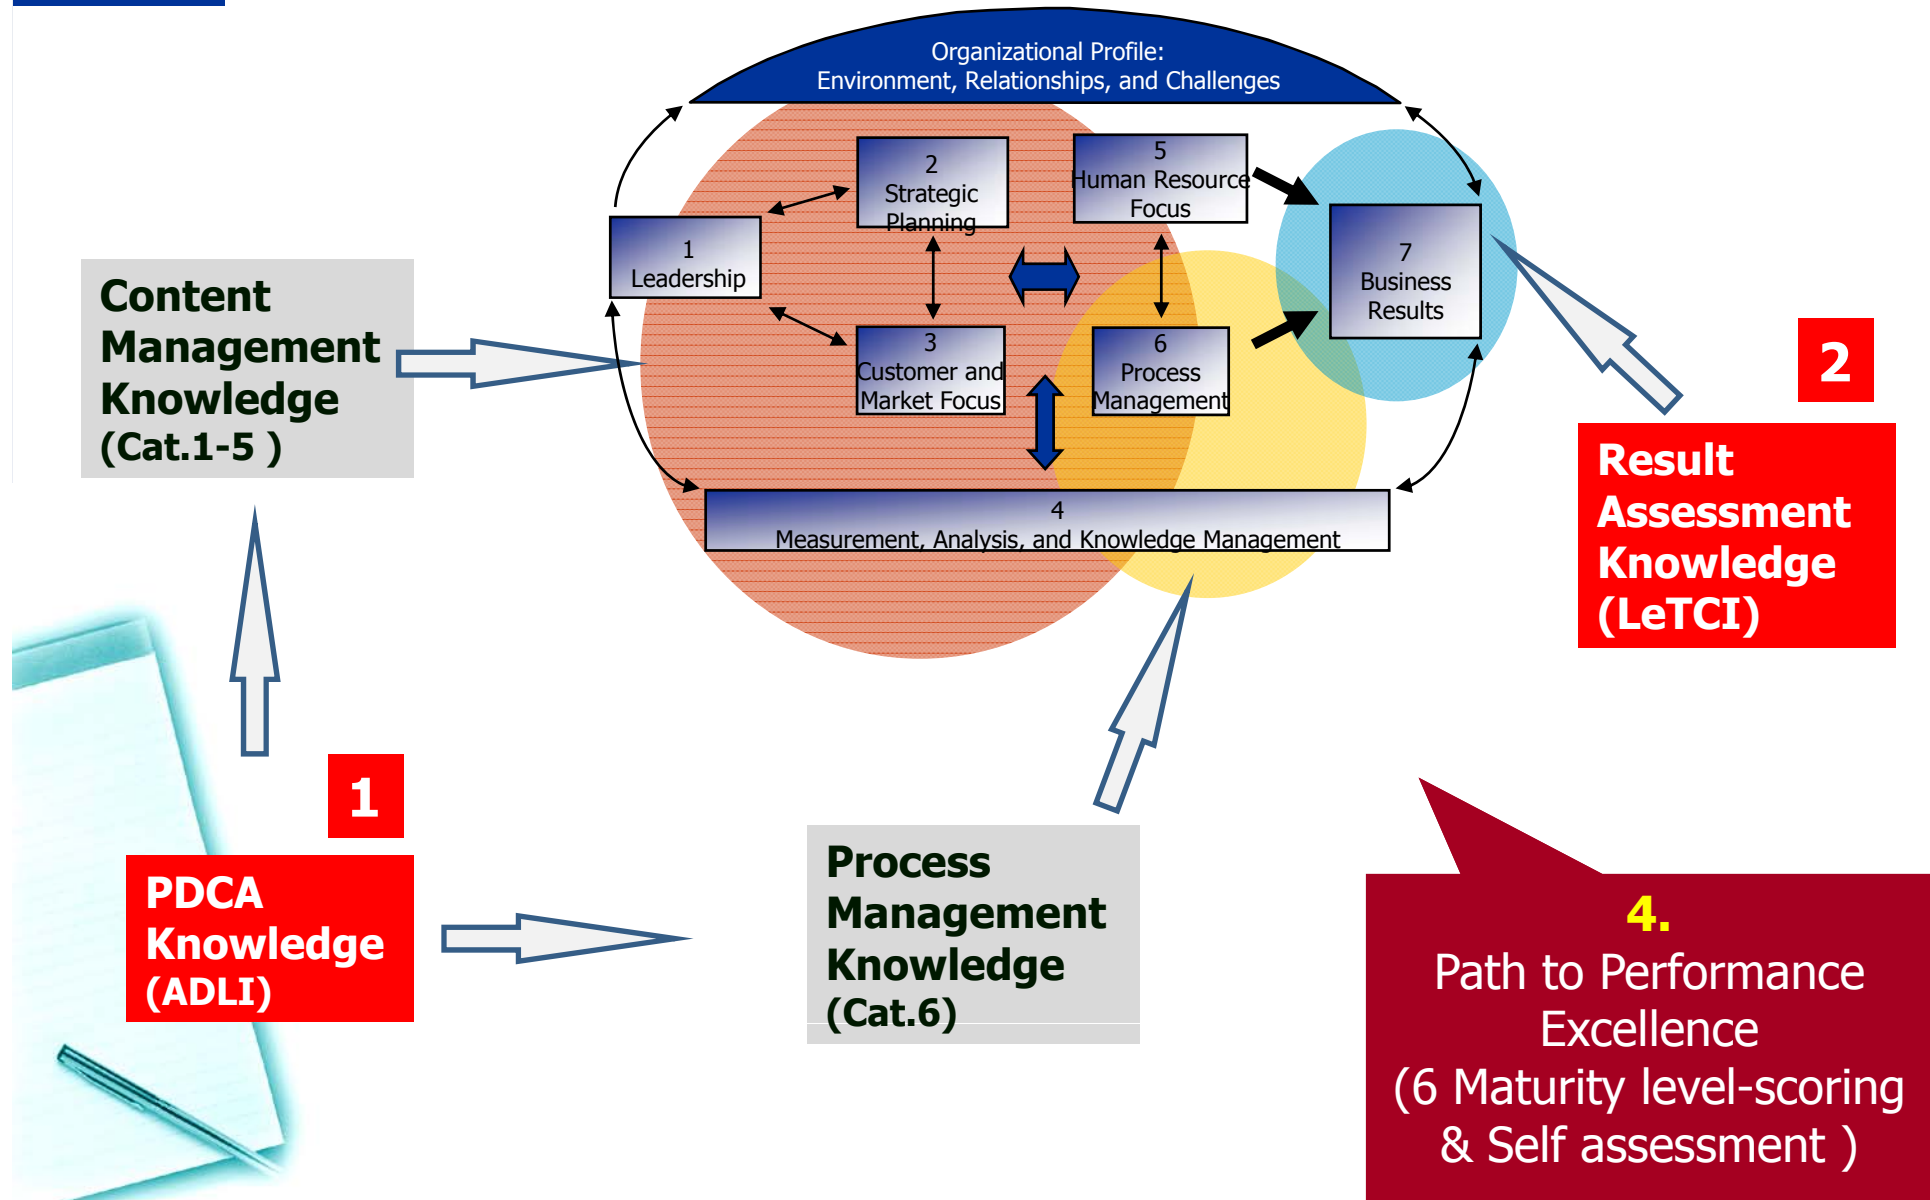 Organizational Profile:
Environment, Relationships, and Challenges
2
Strategic
Planning
5
Human Resource
Focus
1
Leadership
7
Business
Results
3
Customer and
Market Focus
6
Process
Management
4
Measurement, Analysis, and Knowledge Management
Content
Management
Knowledge
(Cat.1-5 )
2
Result
Assessment
Knowledge
(LeTCI)
1
PDCA
Knowledge
(ADLI)
Process
Management
Knowledge
(Cat.6)
4.
Path to Performance
Excellence
(6 Maturity level-scoring
& Self assessment )